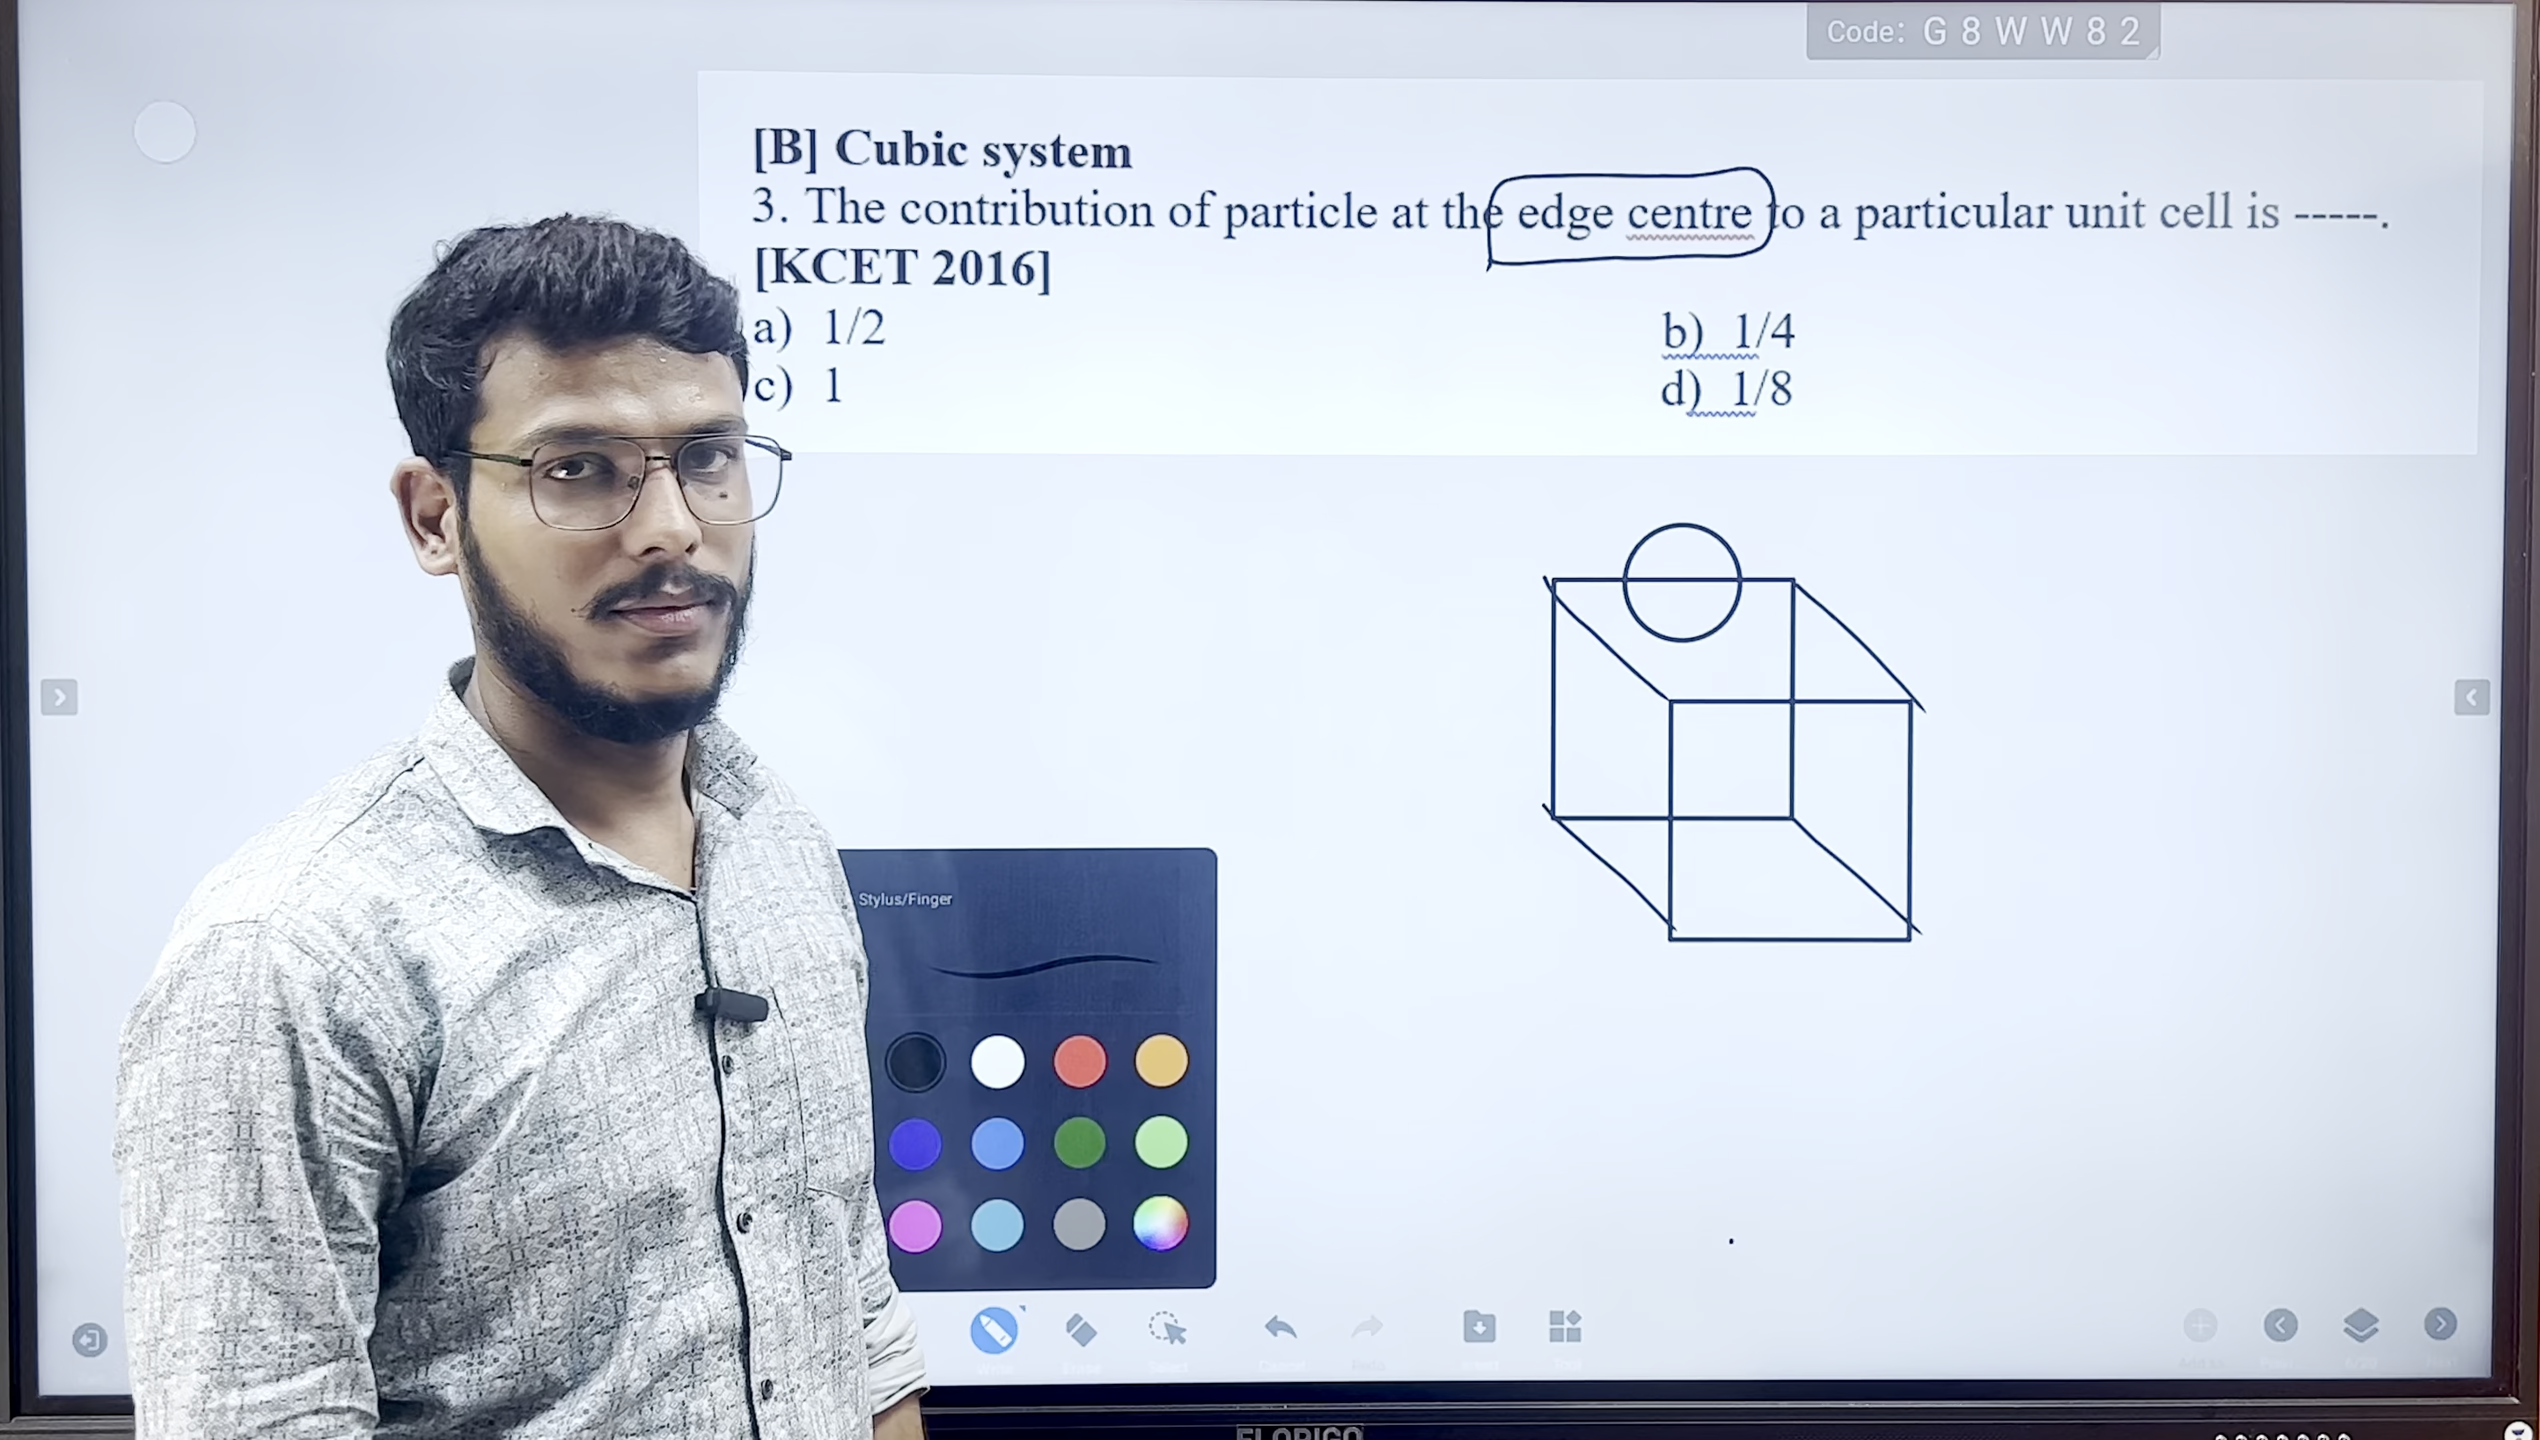 Code: G 8 W W 8 2
[B] Cubic system
3. The contribution of particle at the edge centre to a particular unit cell is -----.
[KCET 2016]
a) 1/2
b) 1/4
c) 1
d) 1/8
Stylus/Finger